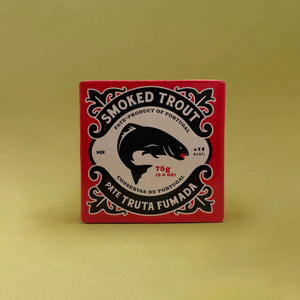 SMOKED TROUT
PATE-PRODUCT OF PORTUGAL
75g
(2.6 OZ)
CONSERVAS DE PORTUGAL
PATE TRUTA FUMADA